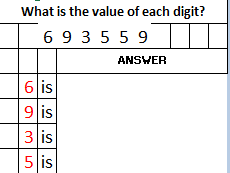 What is the value of each digit?
6 9 3 5 5 9
ANSWER
6 is
9 is
3 is
5 is